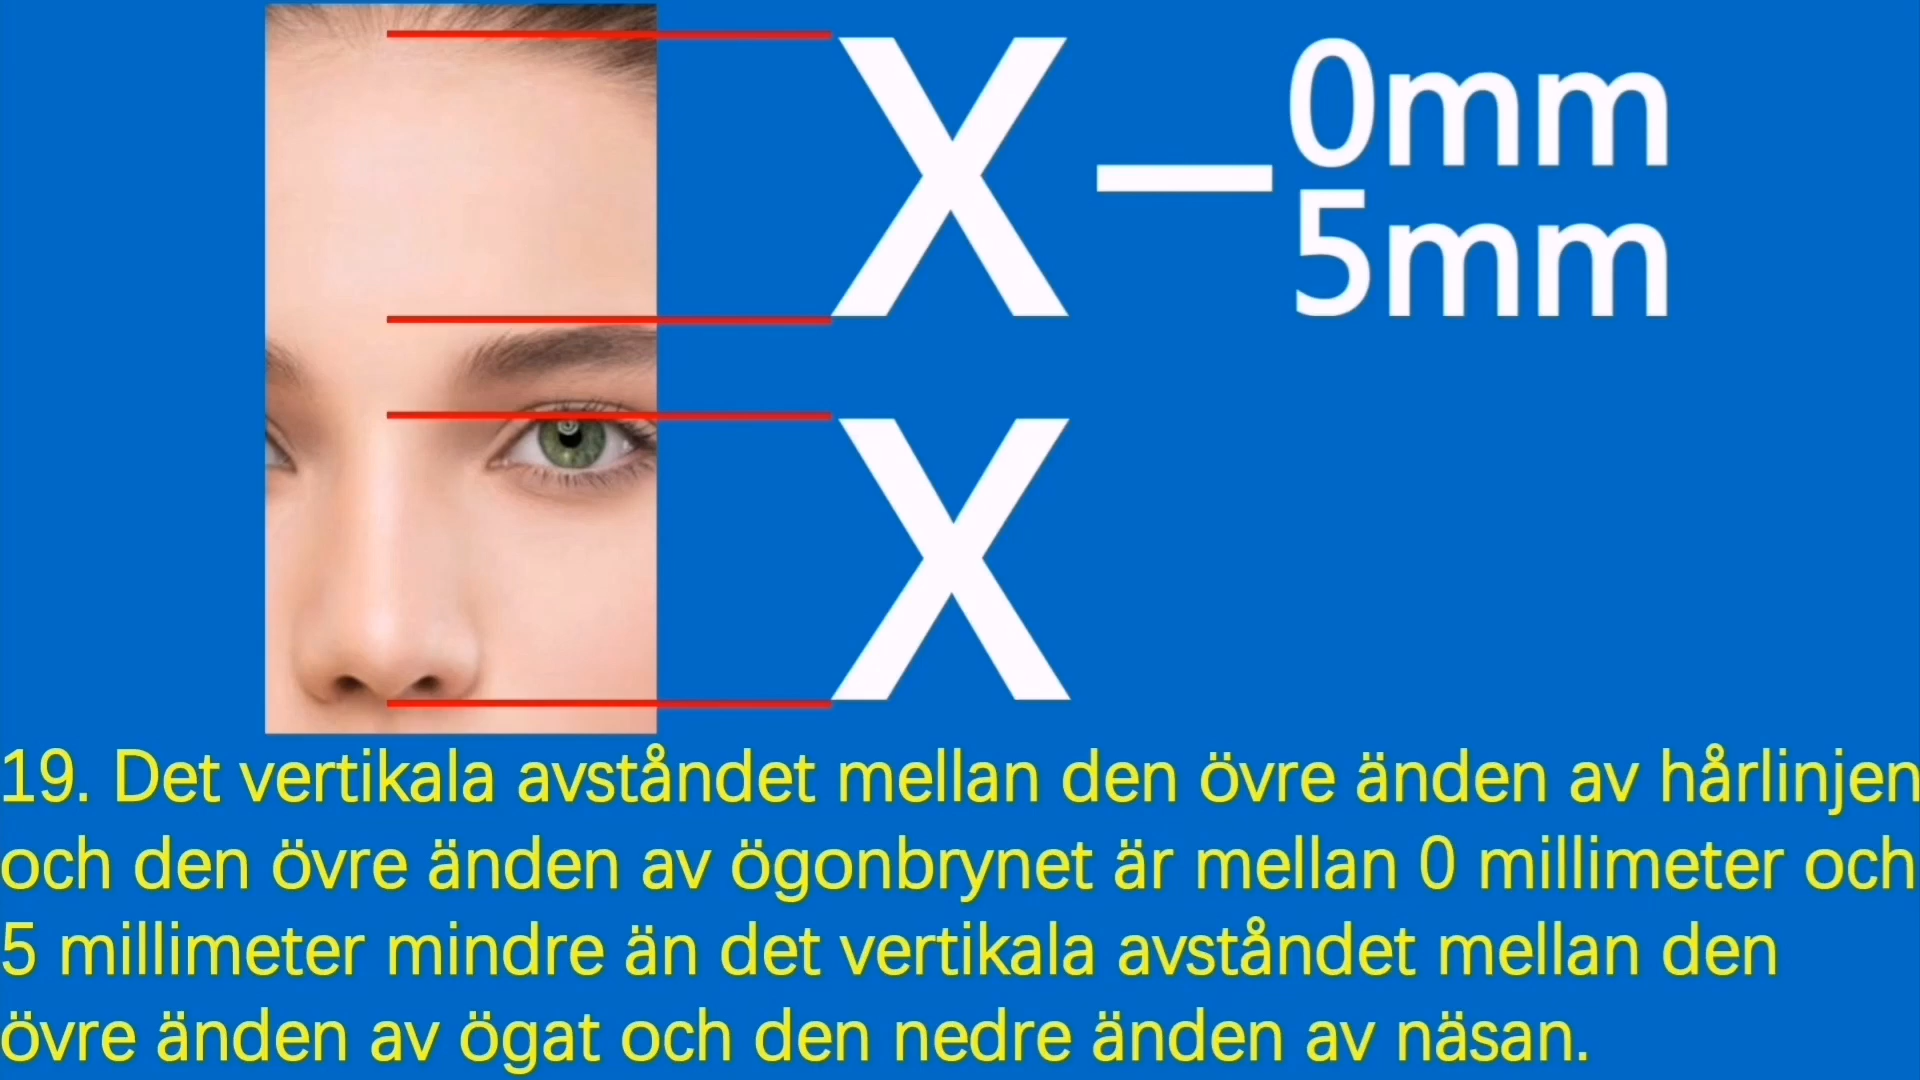 X — 0mm
5mm
X
19. Det vertikala avståndet mellan den övre änden av hårlinjen
och den övre änden av ögonbrynet är mellan 0 millimeter och
5 millimeter mindre än det vertikala avståndet mellan den
övre änden av ögat och den nedre änden av näsan.